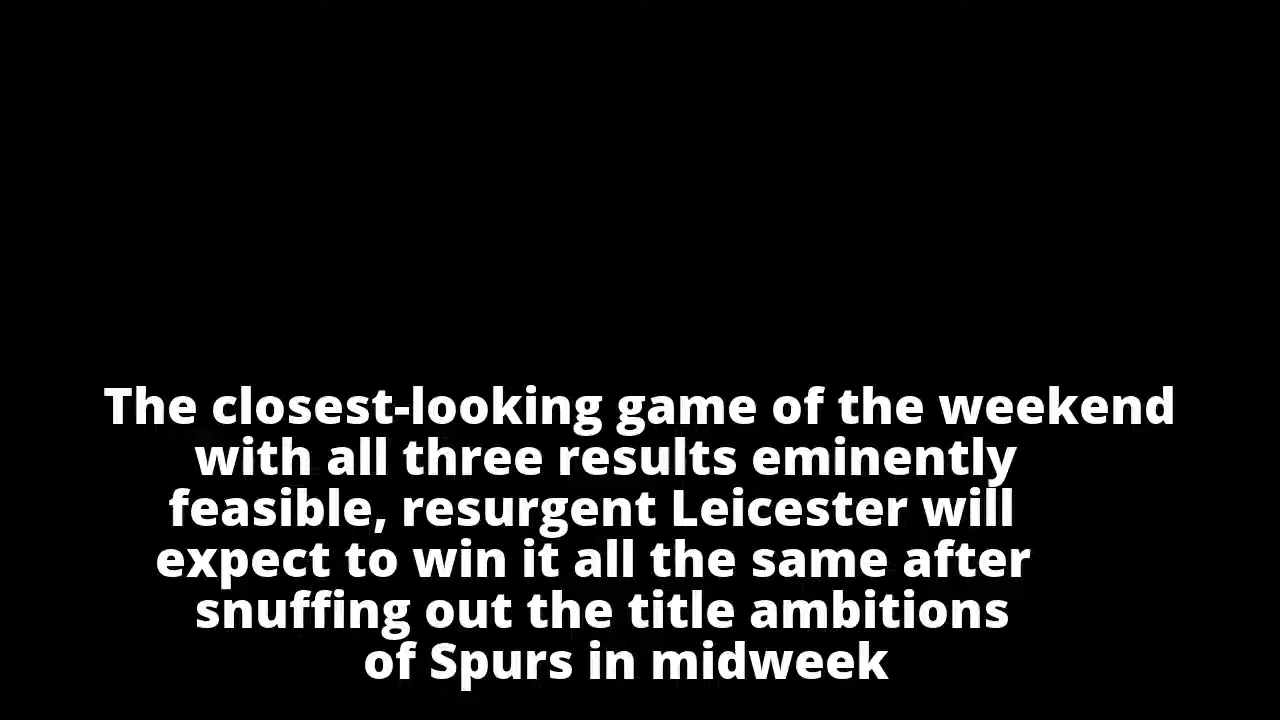 The closest-looking game of the weekend
with all three results eminently
feasible, resurgent Leicester will
expect to win it all the same after
snuffing out the title ambitions
of Spurs in midweek